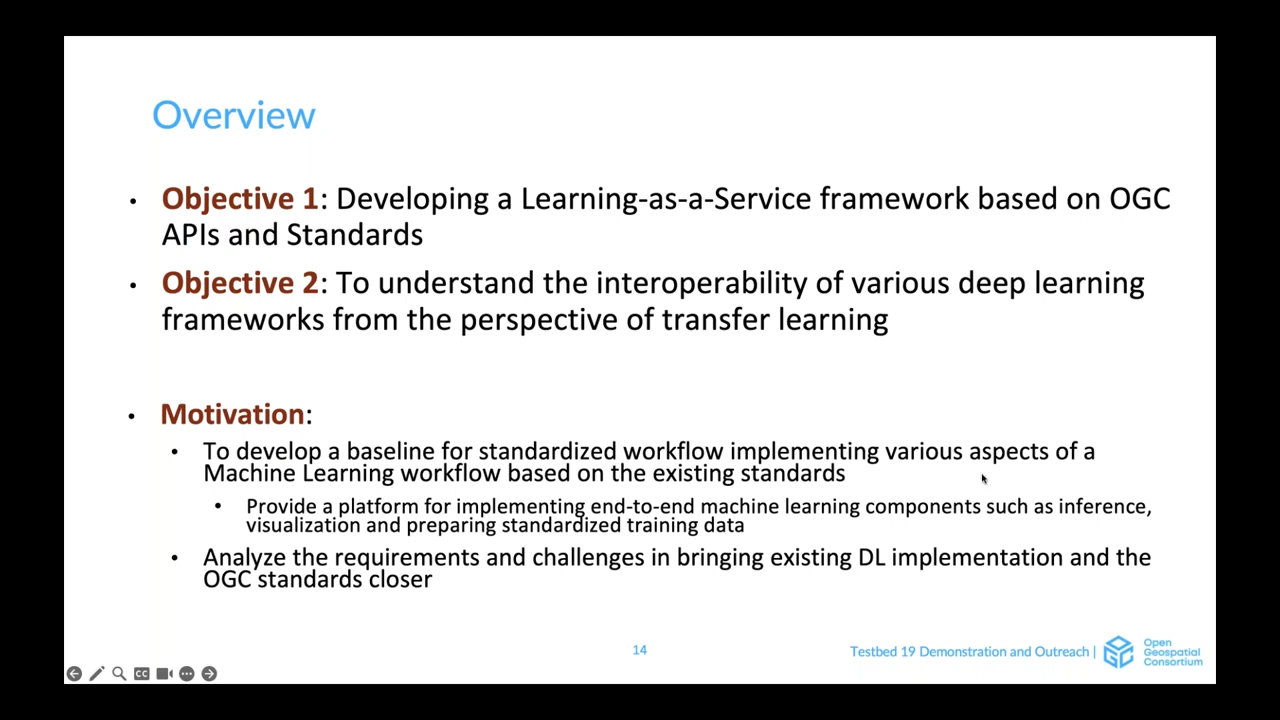 Overview
• Objective 1: Developing a Learning-as-a-Service framework based on OGC
APIs and Standards
• Objective 2: To understand the interoperability of various deep learning
frameworks from the perspective of transfer learning
• Motivation:
• To develop a baseline for standardized workflow implementing various aspects of a
Machine Learning workflow based on the existing standards
• Provide a platform for implementing end-to-end machine learning components such as inference,
visualization and preparing standardized training data
• Analyze the requirements and challenges in bringing existing DL implementation and the
OGC standards closer
14
Testbed 19 Demonstration and Outreach |
Open
Geospatial
Consortium
CC